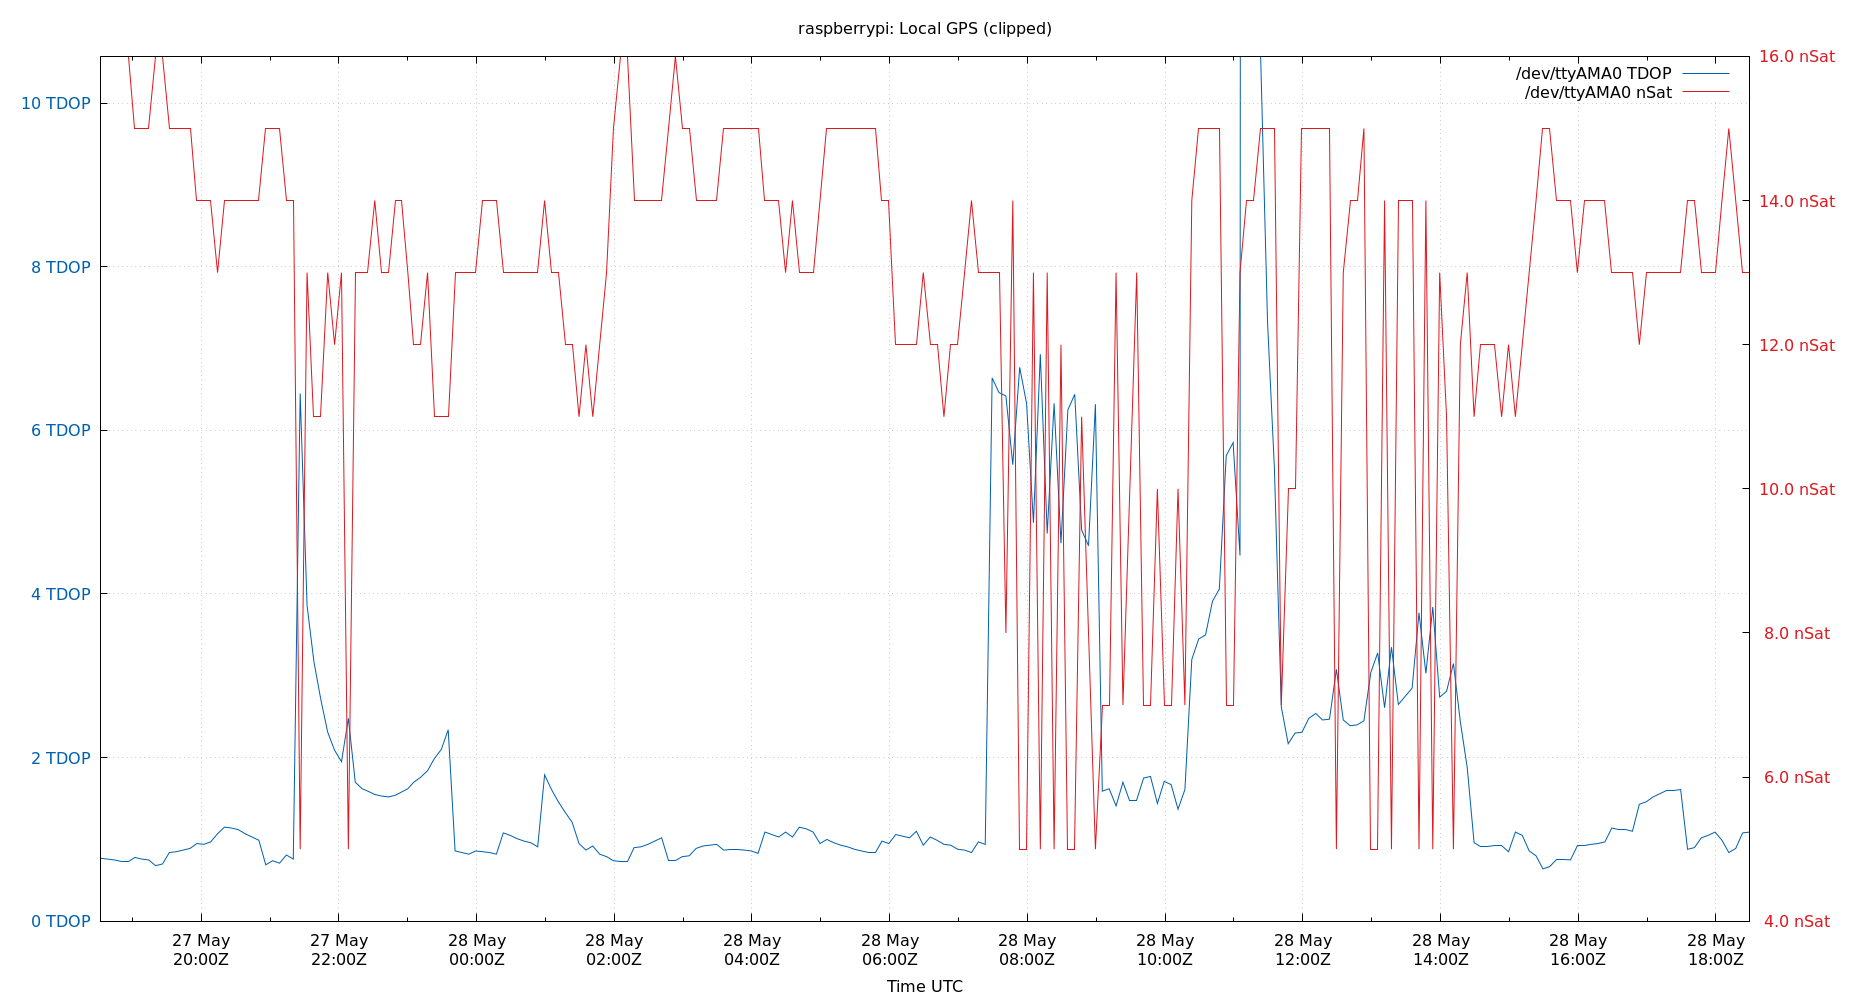 raspberrypi: Local GPS (clipped)
/dev/ttyAMA0 TDOP
/dev/ttyAMA0 nSat
10 TDOP
8 TDOP
6 TDOP
4 TDOP
2 TDOP
0 TDOP
16.0 nSat
14.0 nSat
12.0 nSat
10.0 nSat
8.0 nSat
6.0 nSat
4.0 nSat
27 May 27 May 28 May 28 May 28 May 28 May 28 May 28 May 28 May 28 May 28 May 28 May
20:00Z 22:00Z 00:00Z 02:00Z 04:00Z 06:00Z 08:00Z 10:00Z 12:00Z 14:00Z 16:00Z 18:00Z
Time UTC